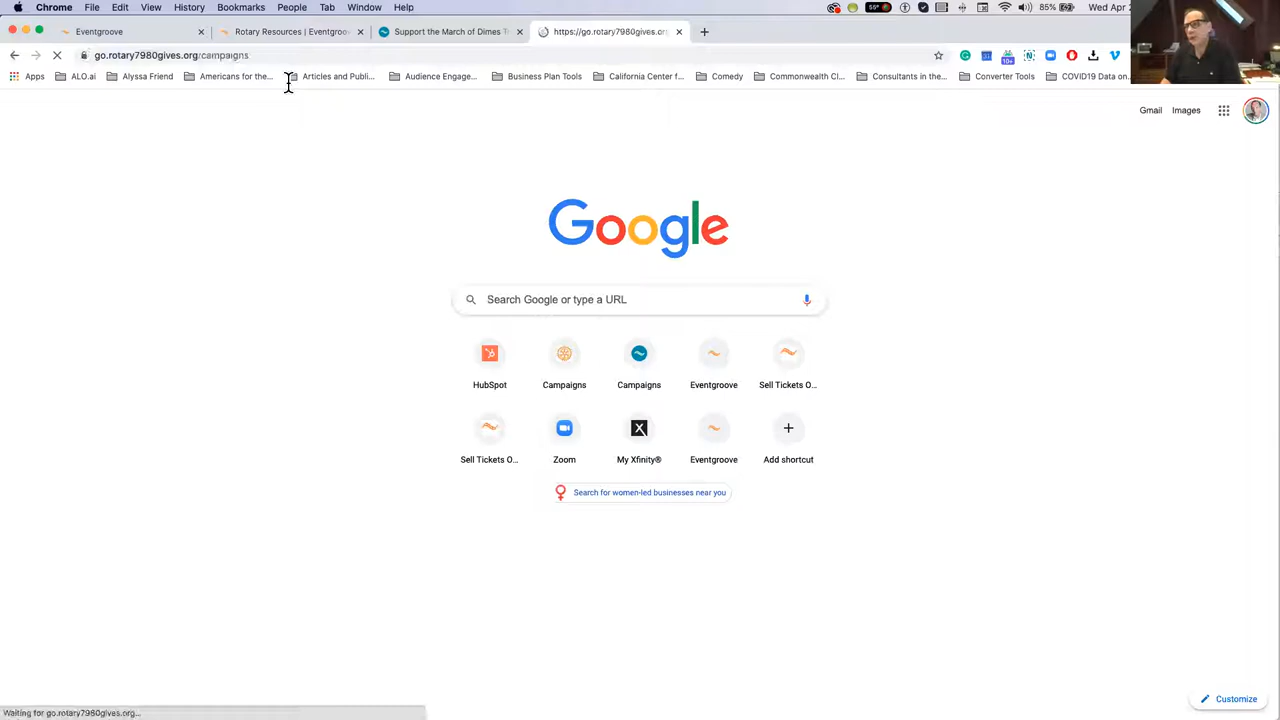 Chrome File Edit View History Bookmarks People Tab Window Help 85% Wed Apr
Eventgroove Rotary Resources | Eventgroov Support the March of Dimes T https://go.rotary7980gives.org
go.rotary7980gives.org/campaigns
Apps ALO.ai Alyssa Friend Americans for the... Articles and Publi... Audience Engage... Business Plan Tools California Center f... Comedy Commonwealth Cl... Consultants in the... Converter Tools COVID19 Data on
Gmail Images
Google
Search Google or type a URL
HubSpot Campaigns Campaigns Eventgroove Sell Tickets O...
Sell Tickets O... Zoom My Xfinity® Eventgroove Add shortcut
Search for women-led businesses near you
Customize
Waiting for go.rotary7980gives.org...